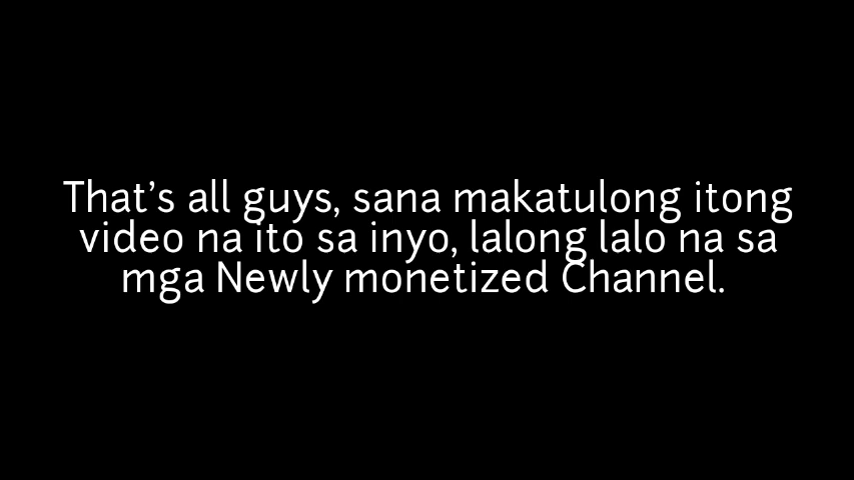 That's all guys, sana makatulong itong
video na ito sa inyo, lalong lalo na sa
mga Newly monetized Channel.